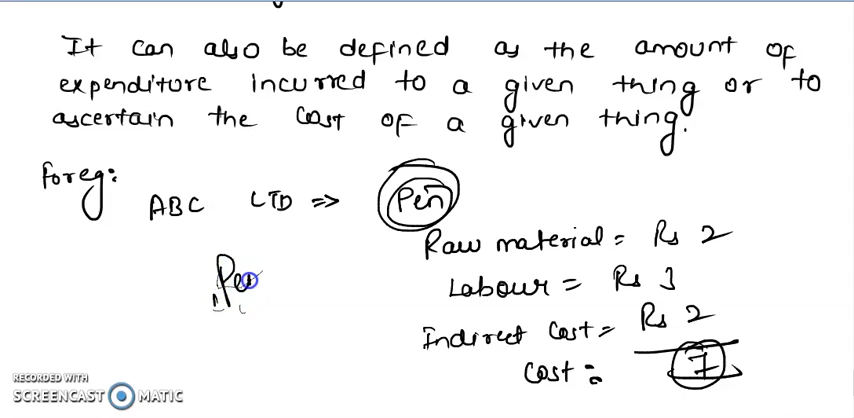 It can also be defined as the amount of
expenditure incurred to a given thing or to
ascertain the cost of a given thing.
For eg:
ABC LTD => Pen
Raw material = Rs 2
Labour = Rs 3
Indirect cost = Rs 2
cost = 7
Pen
RECORDED WITH
SCREENCAST MATIC